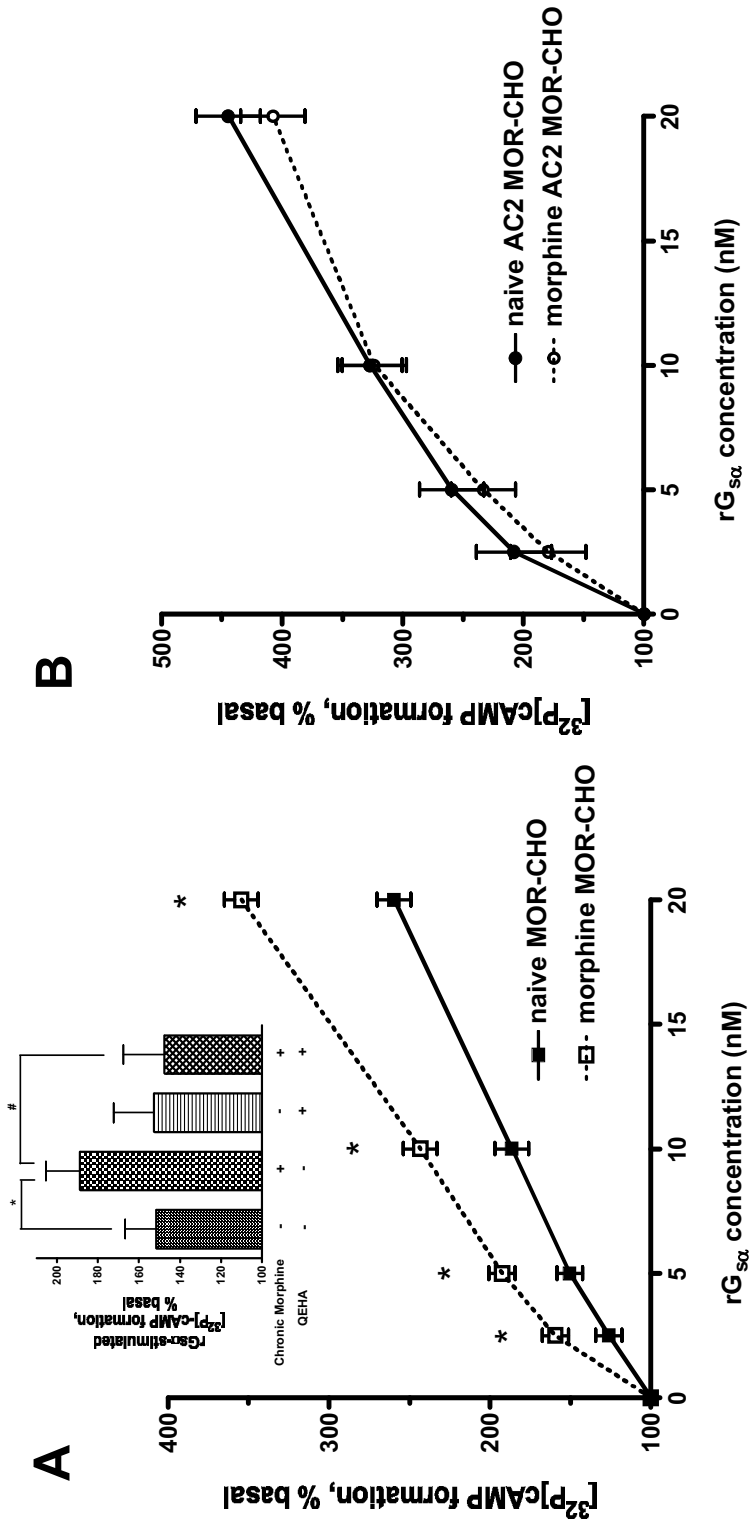 A
[32P]cAMP formation, % basal
400
300
200
100
0
5
10
15
20
rGsα concentration (nM)
*
*
*
*
naive MOR-CHO
morphine MOR-CHO
rGsα-stimulated
[32P]-cAMP formation,
% basal
200
180
160
140
120
100
*
#
Chronic Morphine - + - +
QEHA - - + +
B
[32P]cAMP formation, % basal
500
400
300
200
100
0
5
10
15
20
rGsα concentration (nM)
naive AC2 MOR-CHO
morphine AC2 MOR-CHO